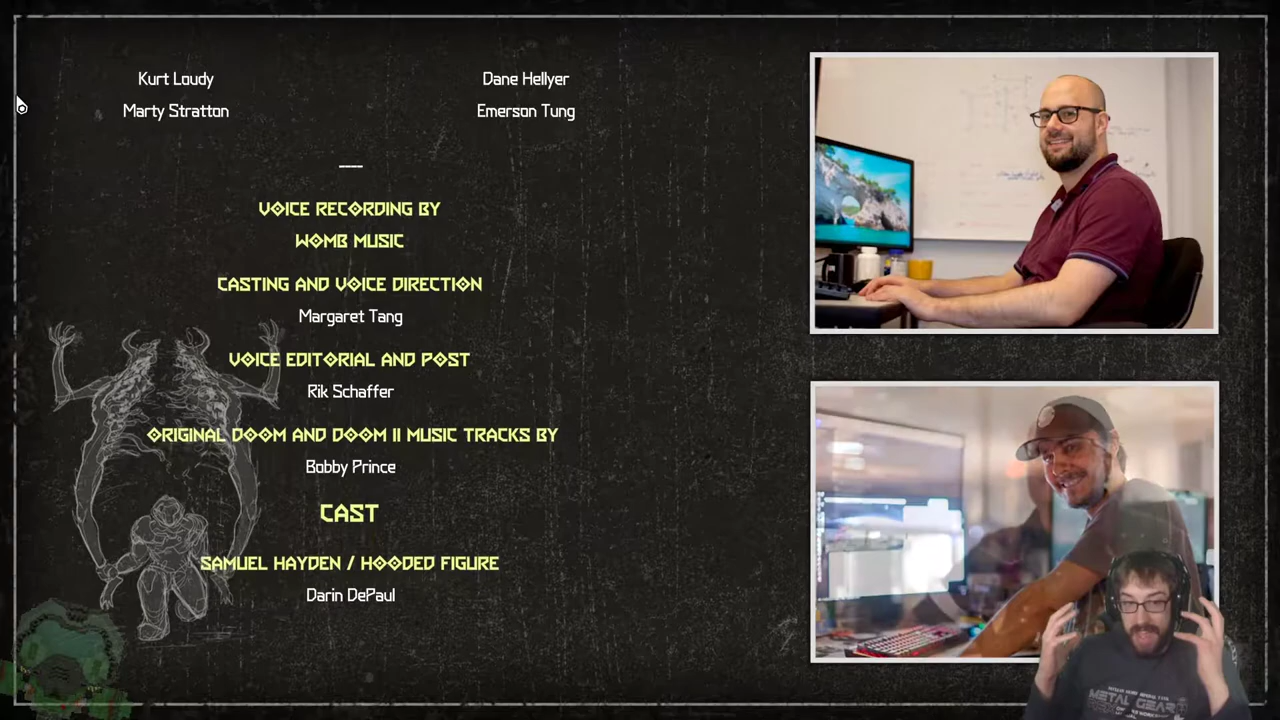 Kurt Loudy
Dane Hellyer
Marty Stratton
Emerson Tung
----
VOICE RECORDING BY
WOMB MUSIC
CASTING AND VOICE DIRECTION
Margaret Tang
VOICE EDITORIAL AND POST
Rik Schaffer
ORIGINAL DOOM AND DOOM II MUSIC TRACKS BY
Bobby Prince
CAST
SAMUEL HAYDEN / HOODED FIGURE
Darin DePaul
METAL GEAR